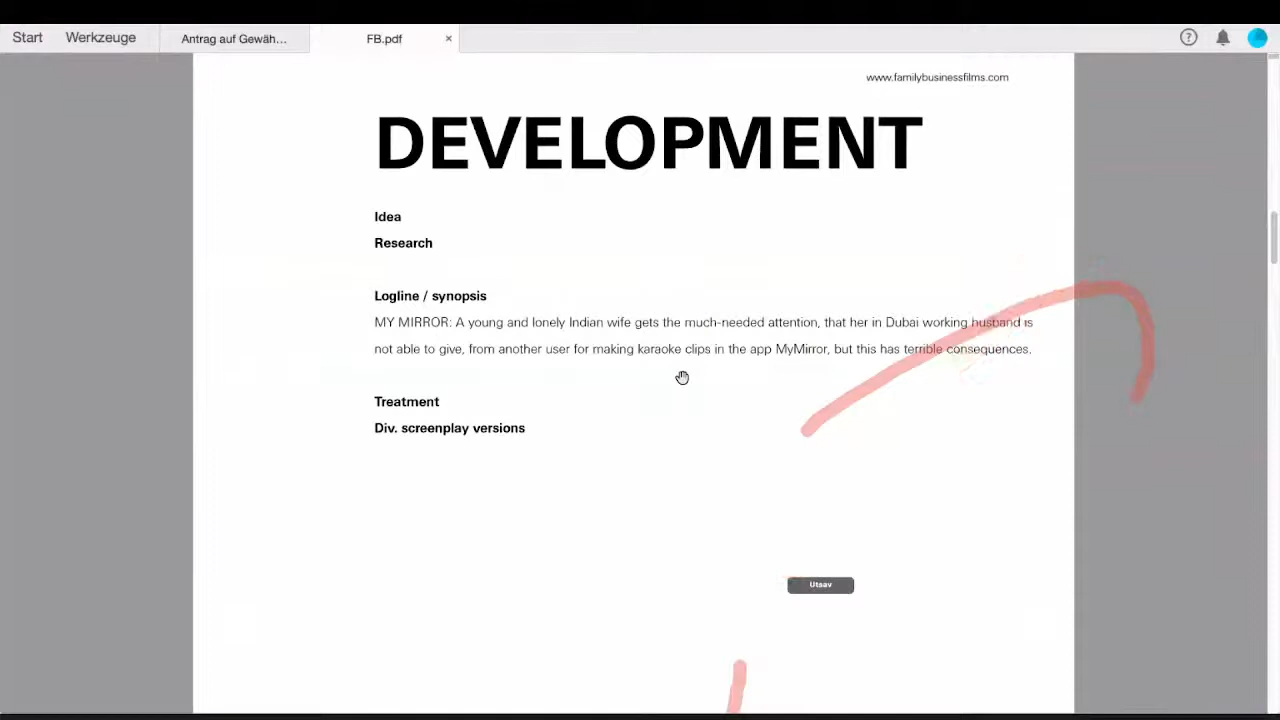 Start Werkzeuge Antrag auf Gewäh... FB.pdf ×
www.familybusinessfilms.com
DEVELOPMENT
Idea
Research
Logline / synopsis
MY MIRROR: A young and lonely Indian wife gets the much-needed attention, that her in Dubai working husband is
not able to give, from another user for making karaoke clips in the app MyMirror, but this has terrible consequences.
Treatment
Div. screenplay versions
Utsav